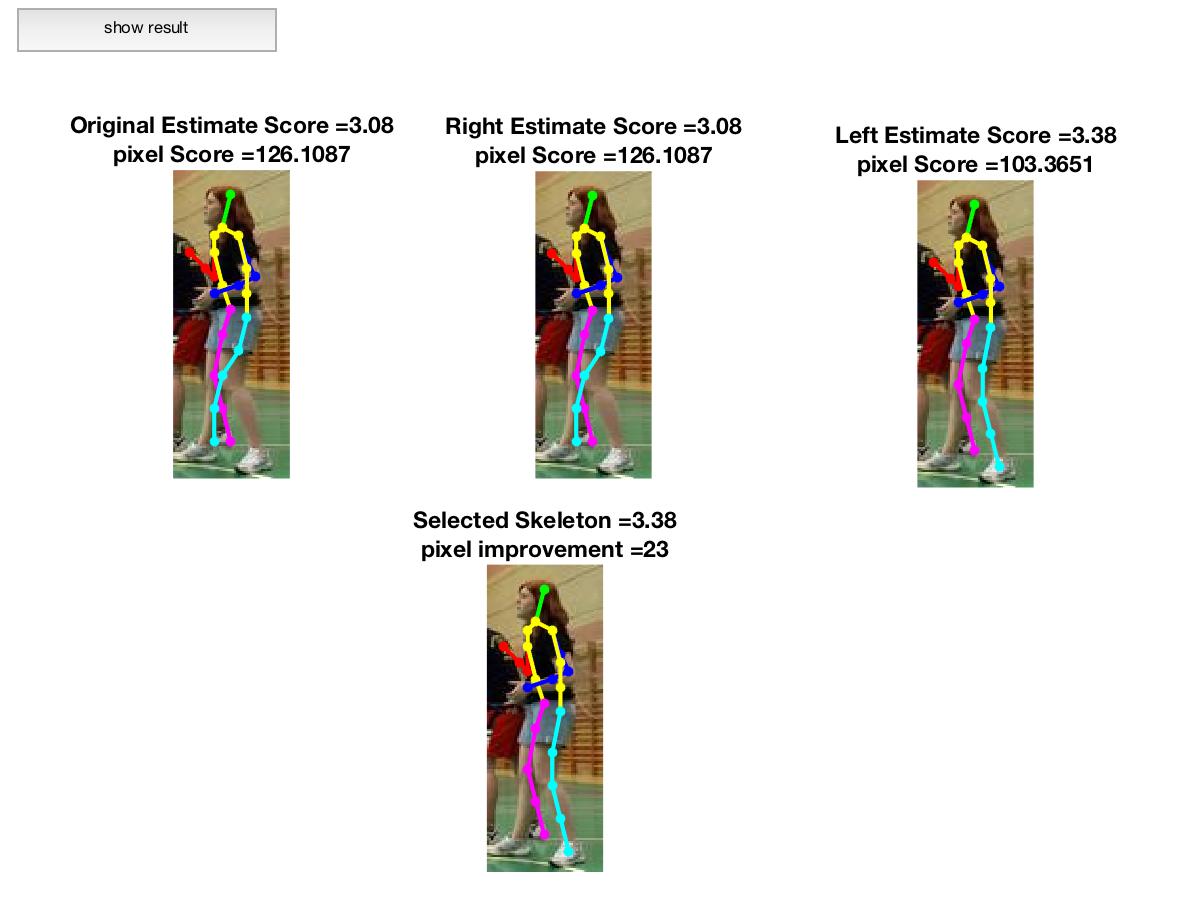 show result
Original Estimate Score =3.08
pixel Score =126.1087
Right Estimate Score =3.08
pixel Score =126.1087
Left Estimate Score =3.38
pixel Score =103.3651
Selected Skeleton =3.38
pixel improvement =23